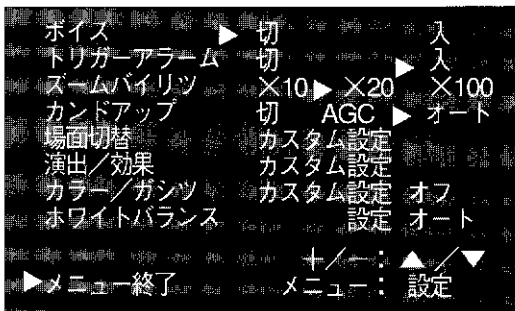 ボイズ ▶ 切 入
トリガーアラーム 切 ▶ 入
ズームバイリツ ×10 ▶ ×20 ×100
カンドアップ 切 AGC ▶ オート
場面切替 カスタム設定
演出／効果 カスタム設定
カラー／ガシツ カスタム設定 オフ
ホワイトバランス 設定 オート
＋／－：▲／▼
▶メニュー終了 メニュー：設定